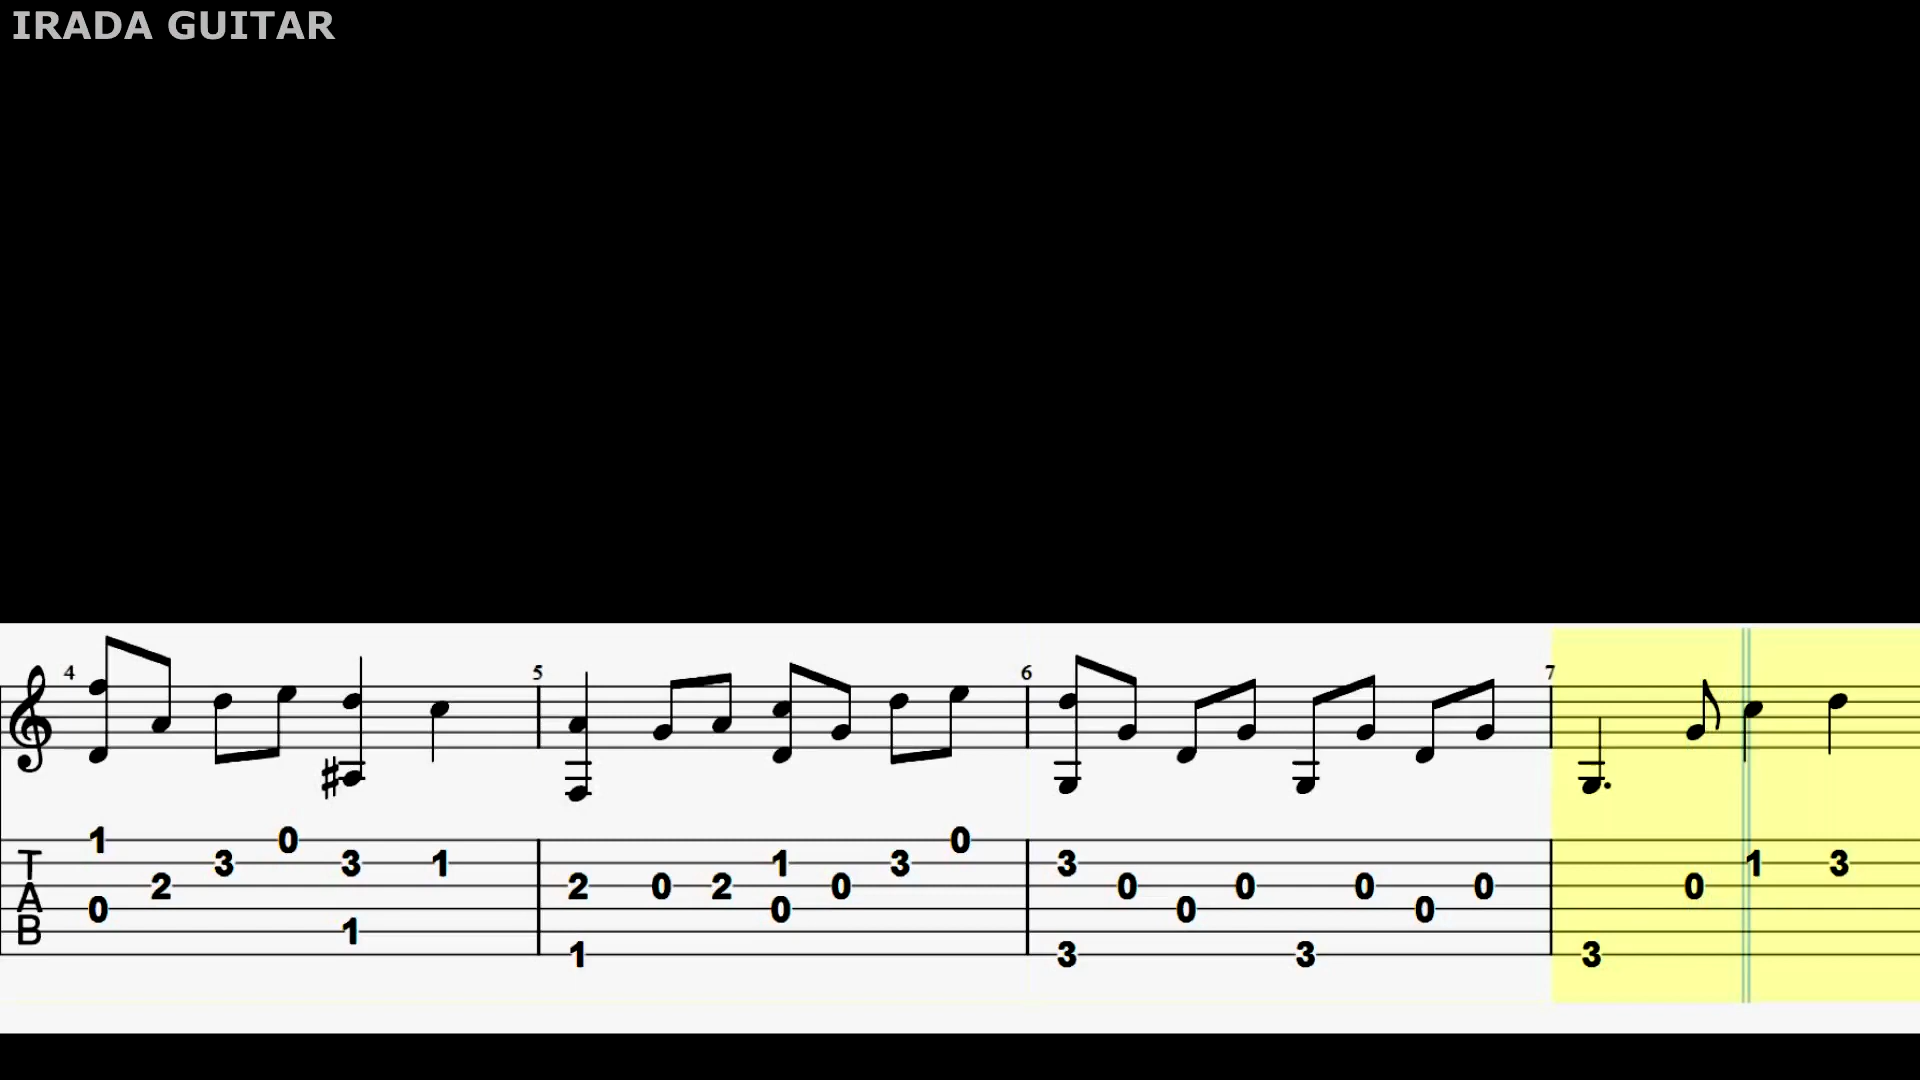 IRADA GUITAR
4 5 6 7
1 0 0
3 3 1 1 3 3 1 3
2 2 0 2 0 0 0 0 0 0
T A B
0 0 0 0
1
1 3 3 3